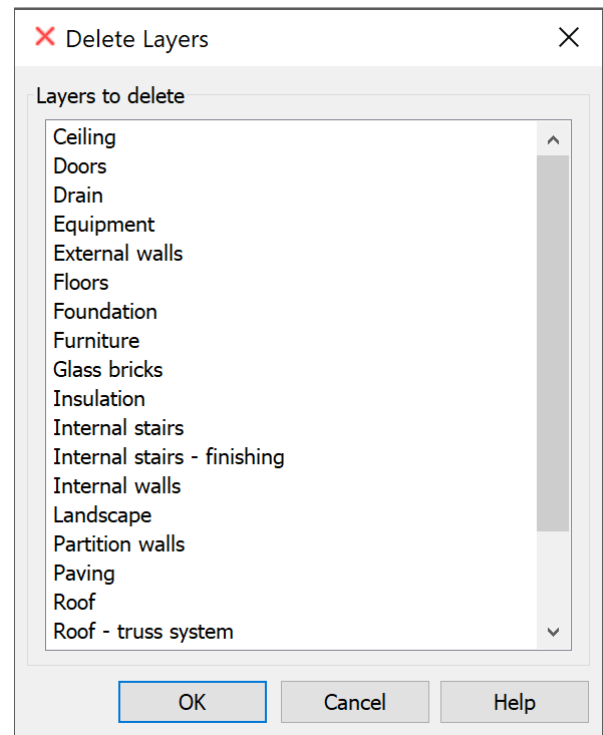 Delete Layers
Layers to delete
Ceiling
Doors
Drain
Equipment
External walls
Floors
Foundation
Furniture
Glass bricks
Insulation
Internal stairs
Internal stairs - finishing
Internal walls
Landscape
Partition walls
Paving
Roof
Roof - truss system
OK Cancel Help